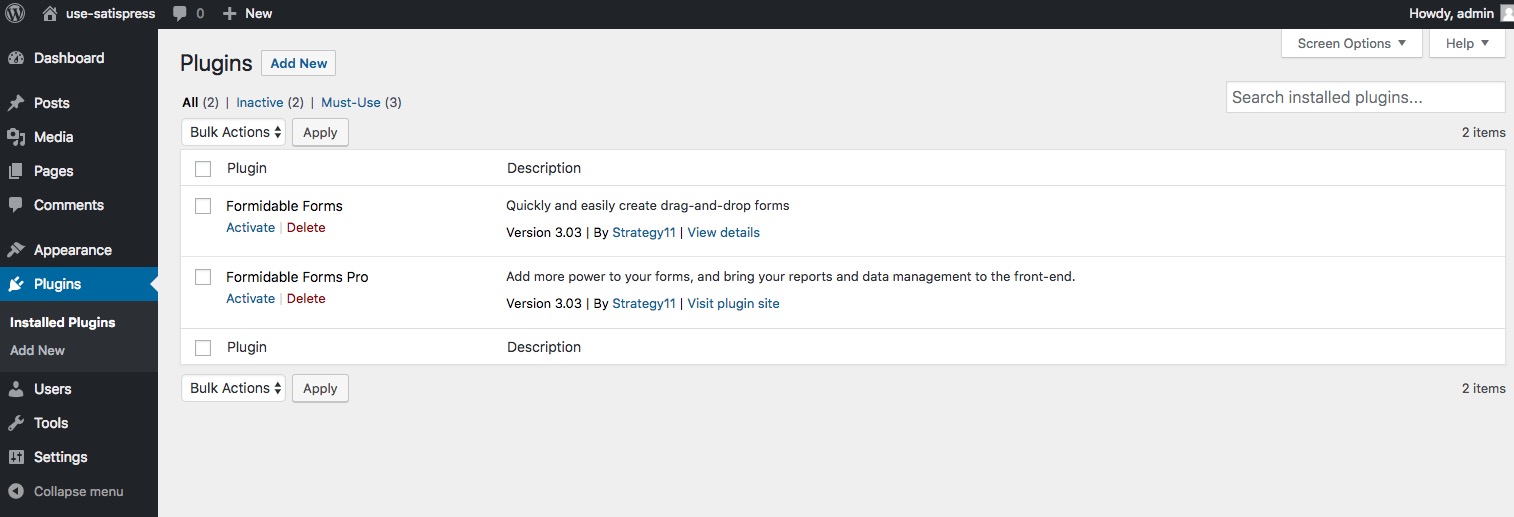 use-satispress 0 New Howdy, admin
Screen Options Help
Dashboard
Posts
Media
Pages
Comments
Appearance
Plugins
Installed Plugins
Add New
Users
Tools
Settings
Collapse menu
Plugins Add New
All (2) | Inactive (2) | Must-Use (3)
Search installed plugins...
Bulk Actions Apply 2 items
Plugin Description
Formidable Forms Quickly and easily create drag-and-drop forms
Activate | Delete Version 3.03 | By Strategy11 | View details
Formidable Forms Pro Add more power to your forms, and bring your reports and data management to the front-end.
Activate | Delete Version 3.03 | By Strategy11 | Visit plugin site
Plugin Description
Bulk Actions Apply 2 items